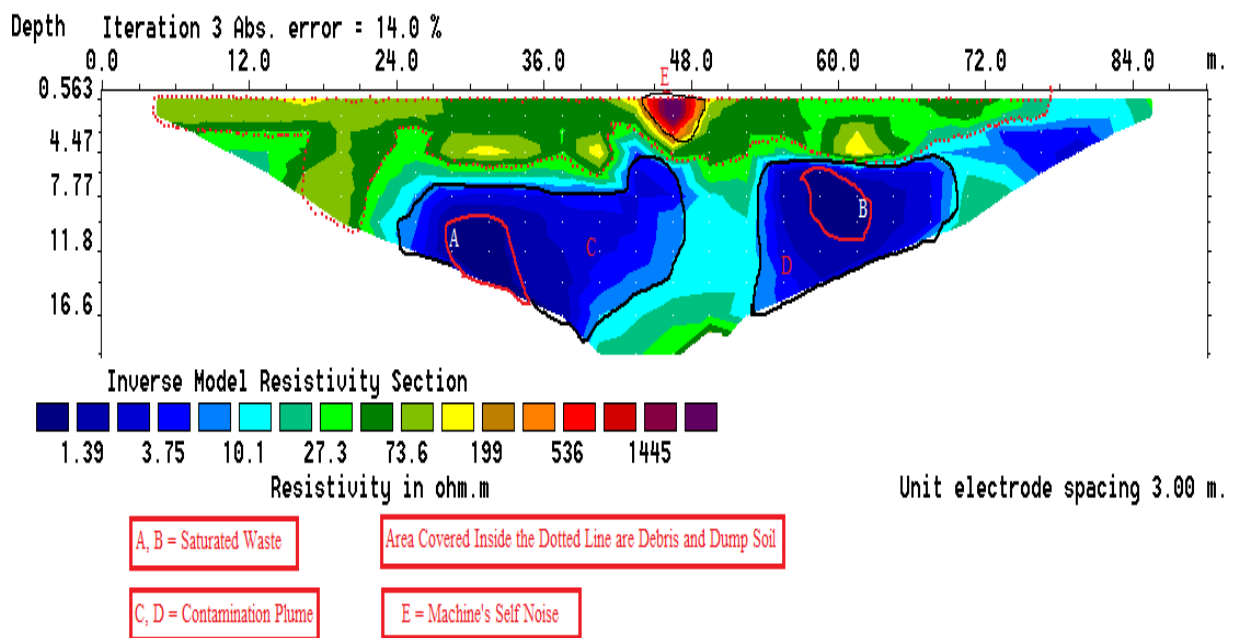 Depth Iteration 3 Abs. error = 14.0 %
0.0 12.0 24.0 36.0 48.0 60.0 72.0 84.0 m.
E
0.563
4.47
7.77
11.8
16.6
A
B
C
D
Inverse Model Resistivity Section
1.39 3.75 10.1 27.3 73.6 199 536 1445
Resistivity in ohm.m
Unit electrode spacing 3.00 m.
A, B = Saturated Waste
Area Covered Inside the Dotted Line are Debris and Dump Soil
C, D = Contamination Plume
E = Machine's Self Noise